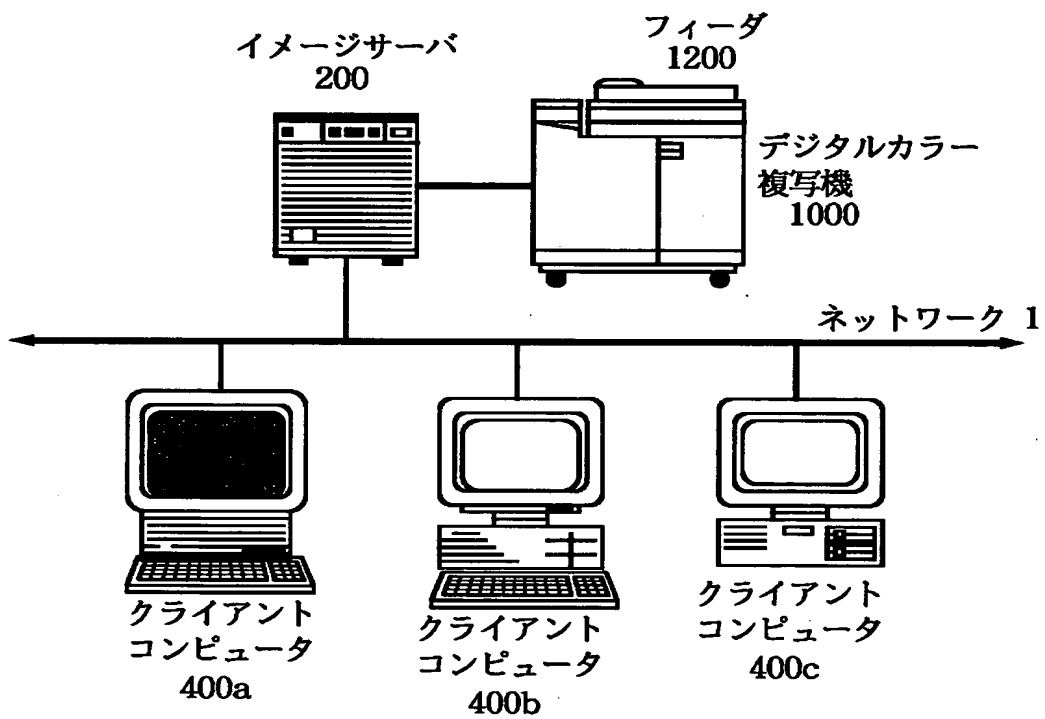 イメージサーバ
200
フィーダ
1200
デジタルカラー
複写機
1000
ネットワーク 1
クライアント
コンピュータ
400a
クライアント
コンピュータ
400b
クライアント
コンピュータ
400c